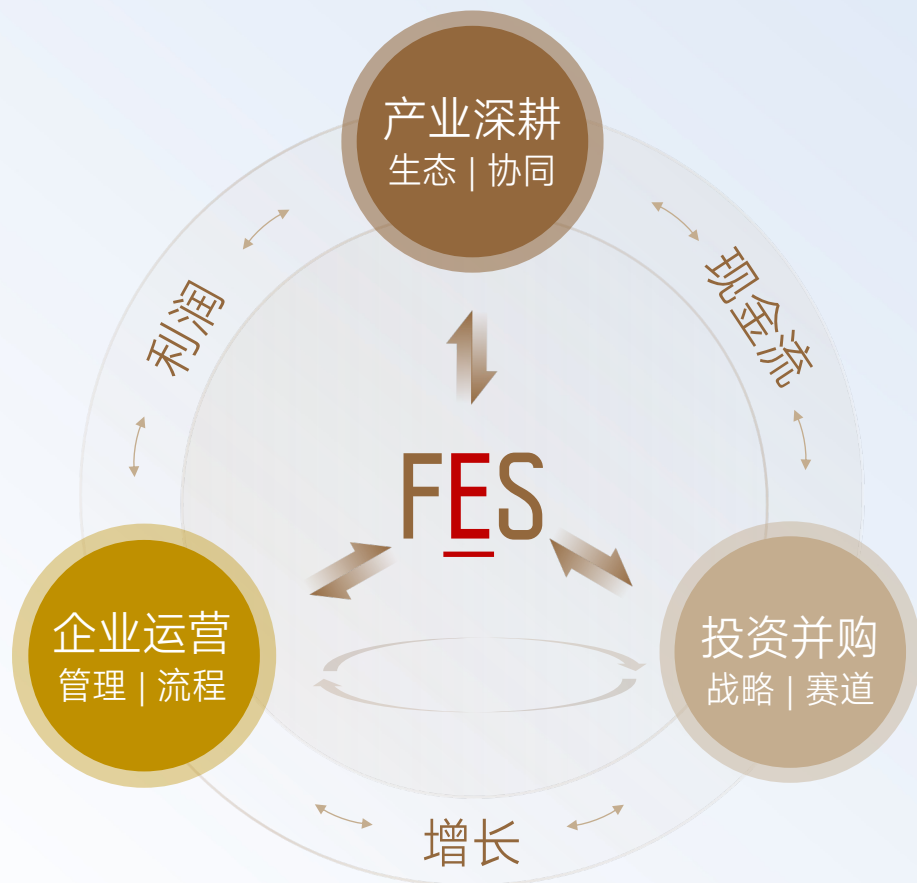 产业深耕
生态 | 协同
利润
现金流
FES
企业运营
管理 | 流程
投资并购
战略 | 赛道
增长